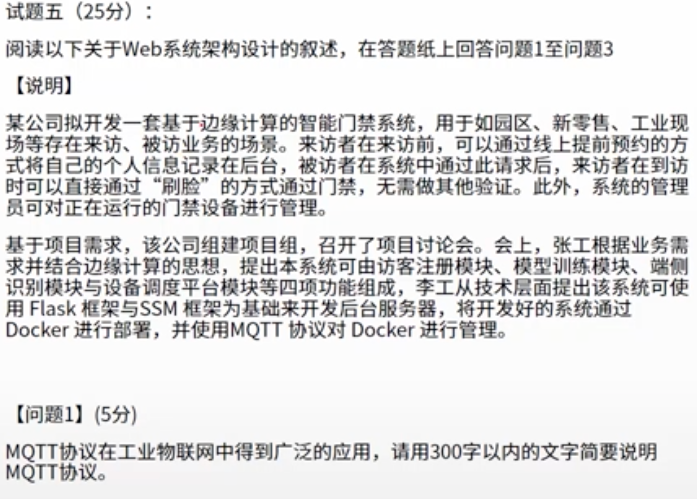 试题五（25分）：
阅读以下关于Web系统架构设计的叙述，在答题纸上回答问题1至问题3
【说明】
某公司拟开发一套基于边缘计算的智能门禁系统，用于如园区、新零售、工业现
场等存在来访、被访业务的场景。来访者在来访前，可以通过线上提前预约的方
式将自己的个人信息记录在后台，被访者在系统中通过此请求后，来访者在到访
时可以直接通过“刷脸”的方式通过门禁，无需做其他验证。此外，系统的管理
员可对正在运行的门禁设备进行管理。
基于项目需求，该公司组建项目组，召开了项目讨论会。会上，张工根据业务需
求并结合边缘计算的思想，提出本系统可由访客注册模块、模型训练模块、端侧
识别模块与设备调度平台模块等四项功能组成，李工从技术层面提出该系统可使
用 Flask 框架与SSM 框架为基础来开发后台服务器，将开发好的系统通过
Docker 进行部署，并使用MQTT 协议对 Docker 进行管理。
【问题1】(5分)
MQTT协议在工业物联网中得到广泛的应用，请用300字以内的文字简要说明
MQTT协议。